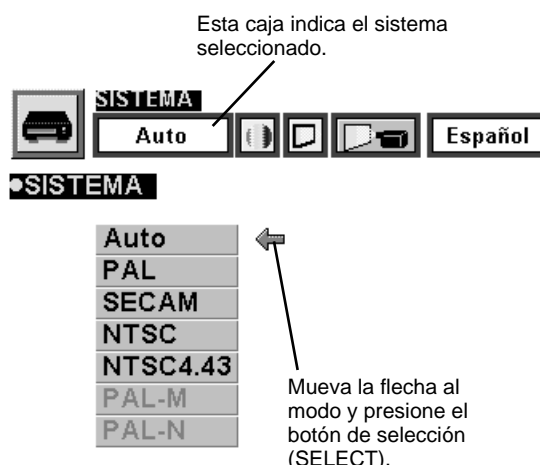 Esta caja indica el sistema
seleccionado.
SISTEMA
Auto
Español
●SISTEMA
Auto
PAL
SECAM
NTSC
NTSC4.43
PAL-M
PAL-N
Mueva la flecha al
modo y presione el
botón de selección
(SELECT).